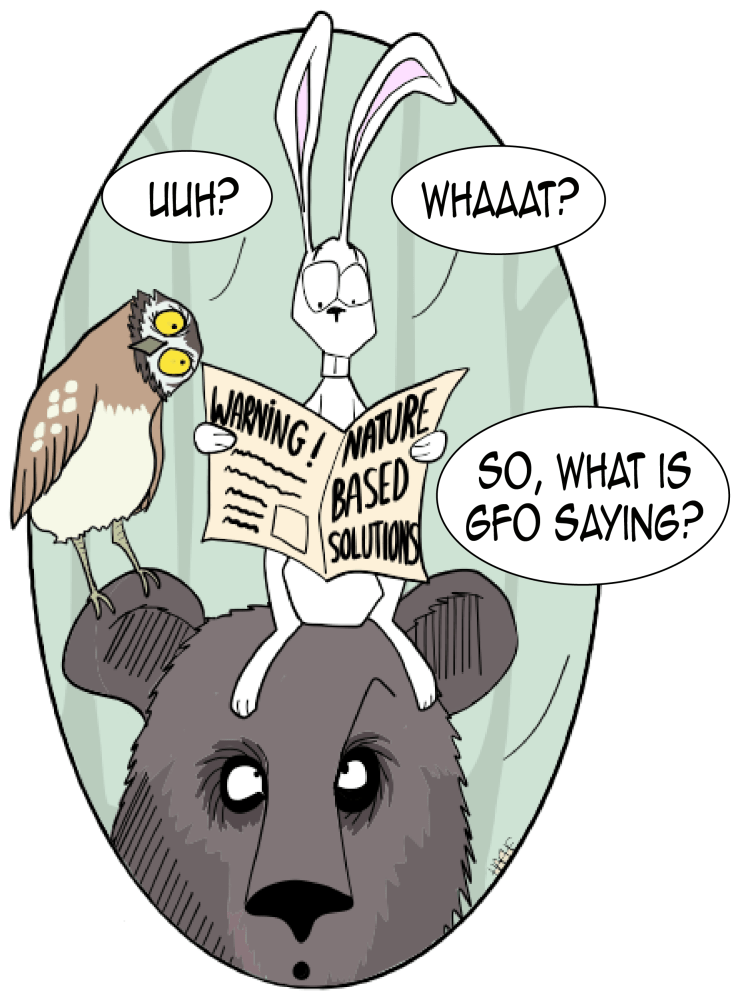 UUH?
WHAAAT?
WARNING!
NATURE
BASED
SOLUTIONS
SO, WHAT IS
GFO SAYING?